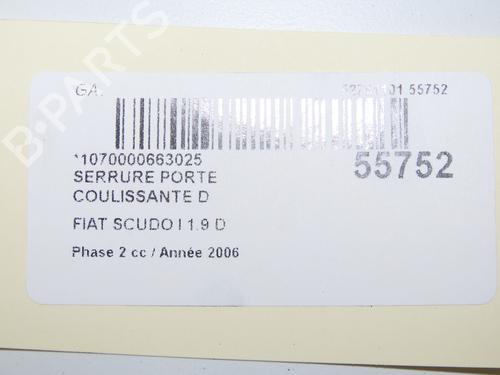 GA.
55752
*1070000663025
55752
SERRURE PORTE
COULISSANTE D
FIAT SCUDO I 1.9 D
Phase 2 cc / Année 2006
B-PARTS